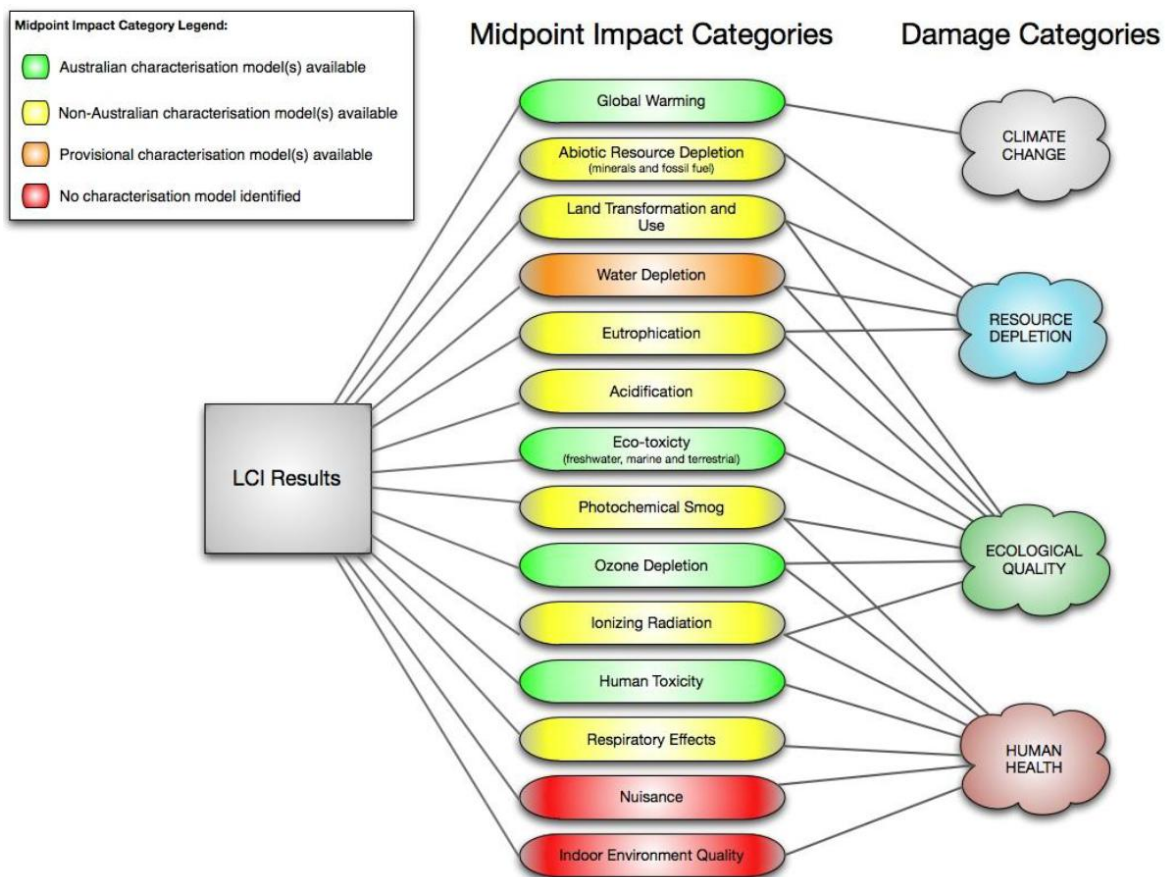 Midpoint Impact Category Legend:
Australian characterisation model(s) available
Non-Australian characterisation model(s) available
Provisional characterisation model(s) available
No characterisation model identified
Midpoint Impact Categories
Damage Categories
LCI Results
Global Warming
Abiotic Resource Depletion
(minerals and fossil fuel)
Land Transformation and
Use
Water Depletion
Eutrophication
Acidification
Eco-toxicty
(freshwater, marine and terrestrial)
Photochemical Smog
Ozone Depletion
Ionizing Radiation
Human Toxicity
Respiratory Effects
Nuisance
Indoor Environment Quality
CLIMATE
CHANGE
RESOURCE
DEPLETION
ECOLOGICAL
QUALITY
HUMAN
HEALTH